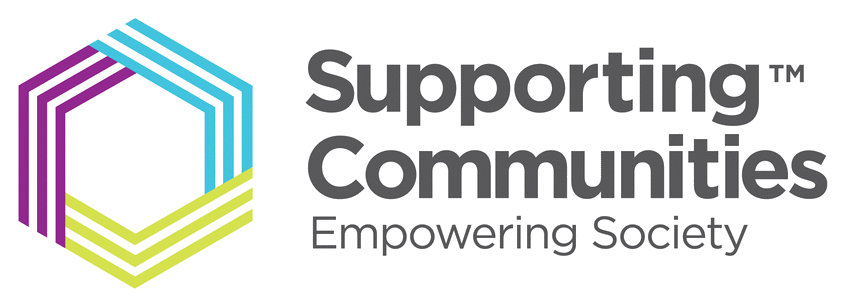 Supporting™
Communities
Empowering Society